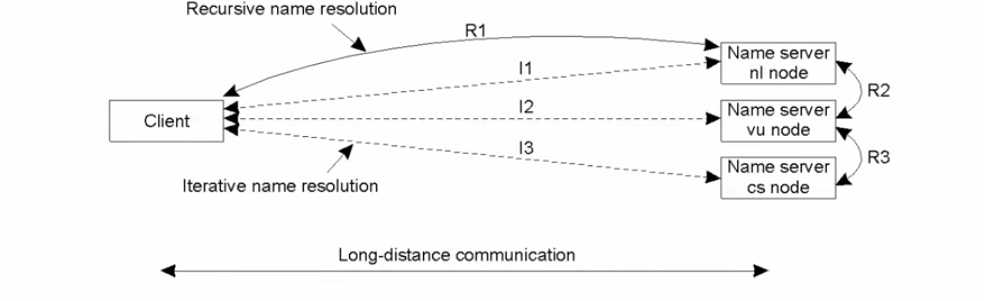 Recursive name resolution
R1
Name server
nl node
I1
R2
I2
Name server
vu node
Client
I3
R3
Name server
cs node
Iterative name resolution
Long-distance communication